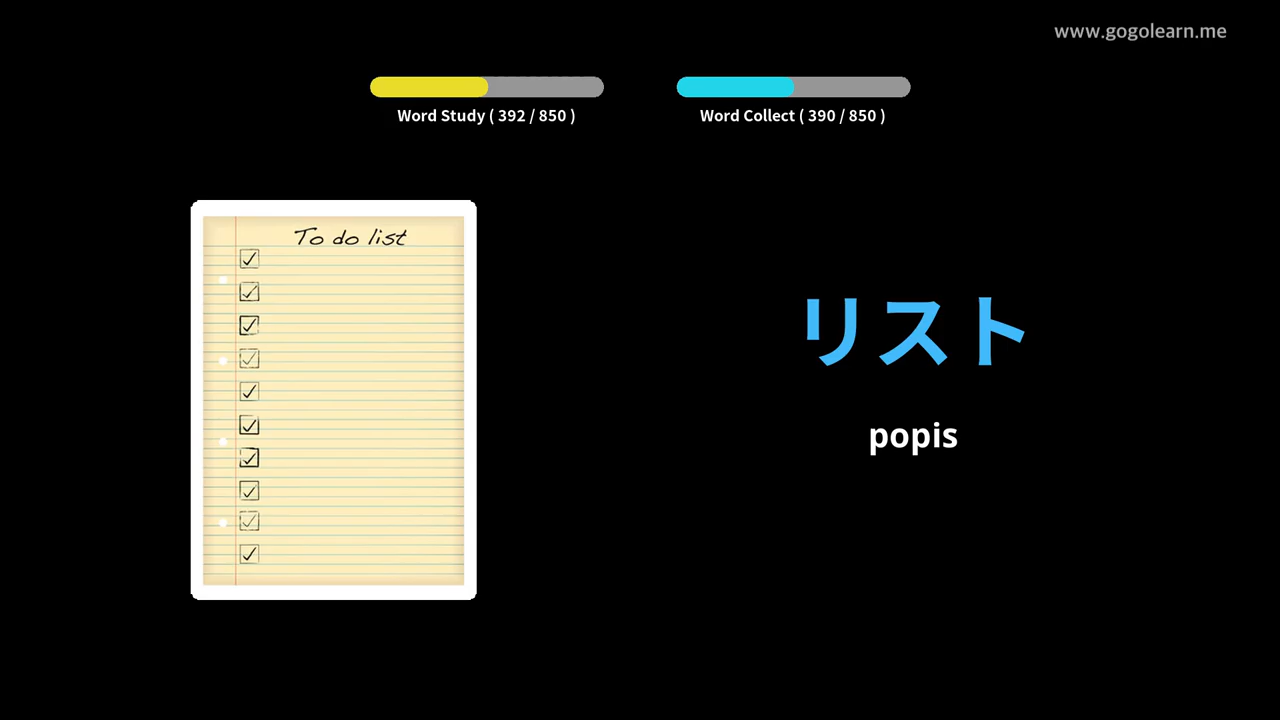 www.gogolearn.me
Word Study ( 392 / 850 )
Word Collect ( 390 / 850 )
To do list
リスト
popis